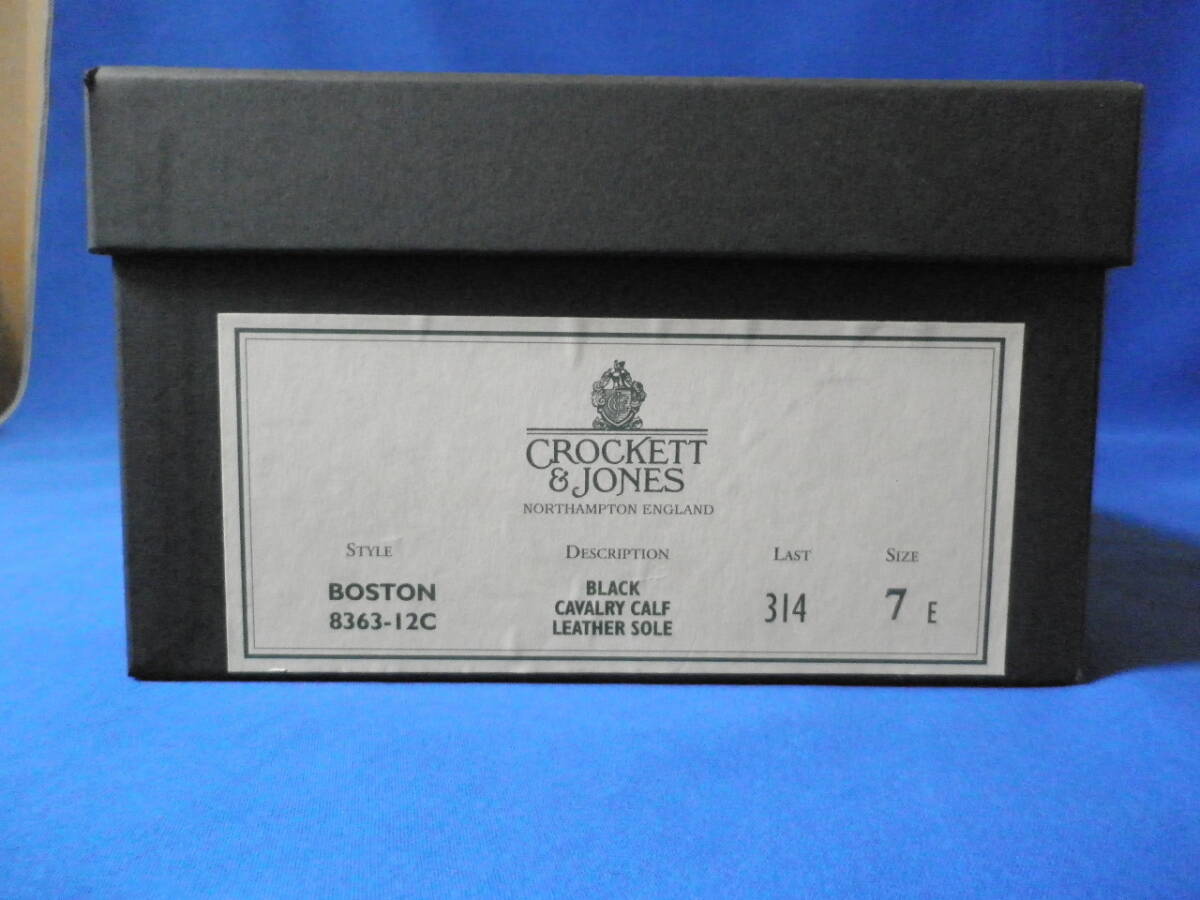 CROCKETT
& JONES
NORTHAMPTON ENGLAND
STYLE DESCRIPTION LAST SIZE
BOSTON
8363-12C
BLACK
CAVALRY CALF
LEATHER SOLE
314
7 E